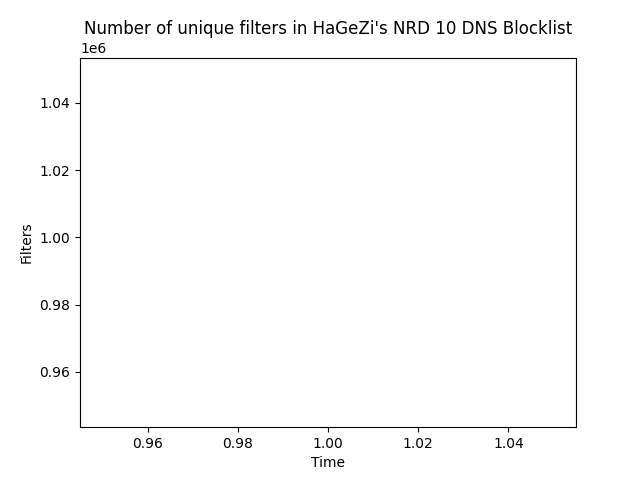 Number of unique filters in HaGeZi's NRD 10 DNS Blocklist
1e6
1.04
1.02
1.00
0.98
0.96
Filters
0.96 0.98 1.00 1.02 1.04
Time